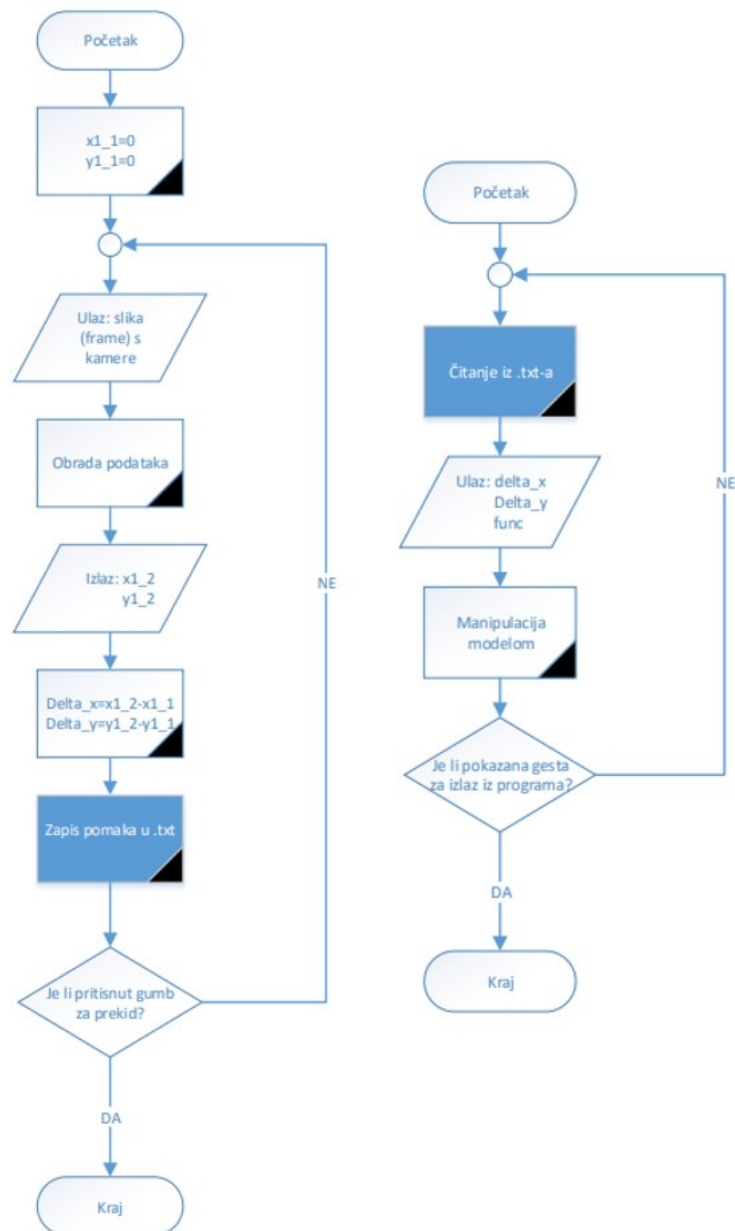 Početak
x1_1=0
y1_1=0
Ulaz: slika
(frame) s
kamere
Obrada podataka
Izlaz: x1_2
y1_2
Delta_x=x1_2-x1_1
Delta_y=y1_2-y1_1
Zapis pomaka u .txt
Je li pritisnut gumb
za prekid?
NE
DA
Kraj
Početak
Čitanje iz .txt-a
Ulaz: delta_x
Delta_y
func
Manipulacija
modelom
Je li pokazana gesta
za izlaz iz programa?
NE
DA
Kraj